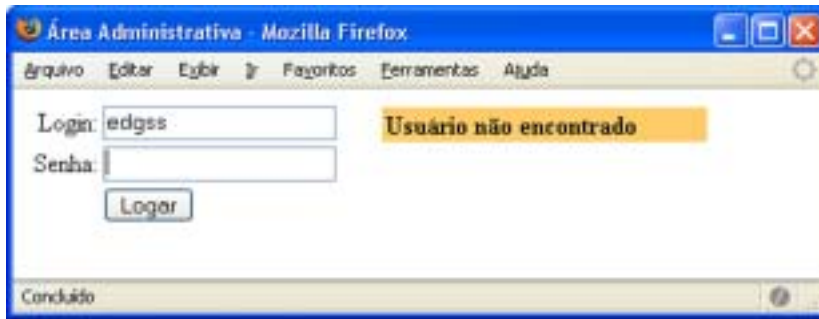 Área Administrativa - Mozilla Firefox
Arquivo Editar Exibir Ir Favoritos Ferramentas Ajuda
Login: edgss Usuário não encontrado
Senha:
Logar
Concluído